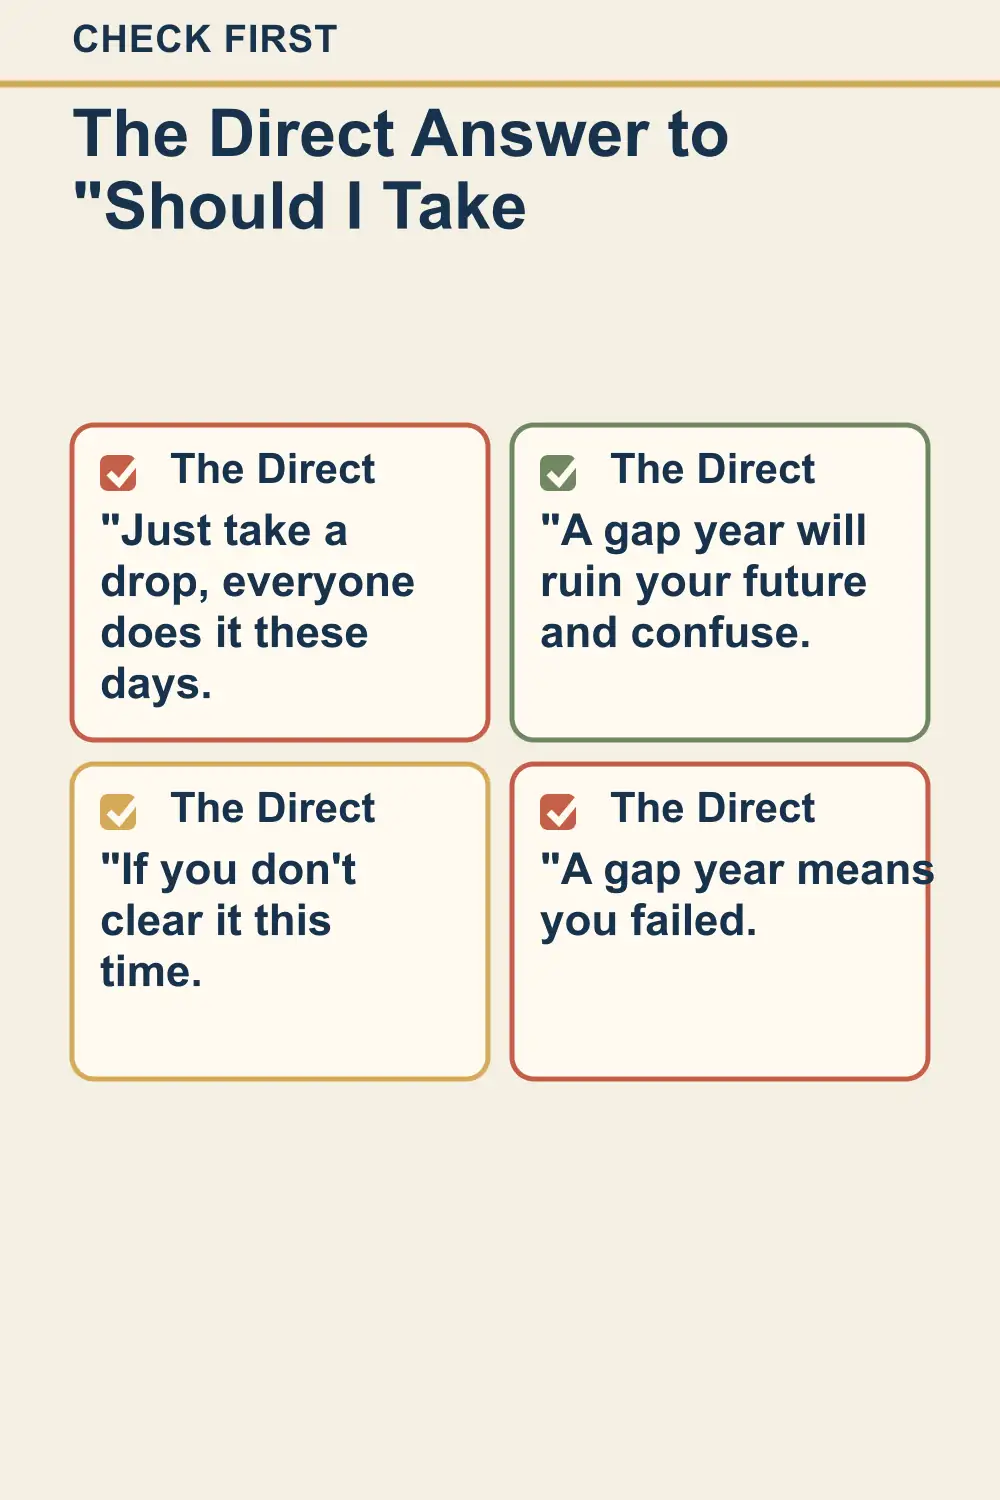 CHECK FIRST
The Direct Answer to
"Should I Take
The Direct
"Just take a
drop, everyone
does it these
days.
The Direct
"A gap year will
ruin your future
and confuse.
The Direct
"If you don't
clear it this
time.
The Direct
"A gap year means
you failed.